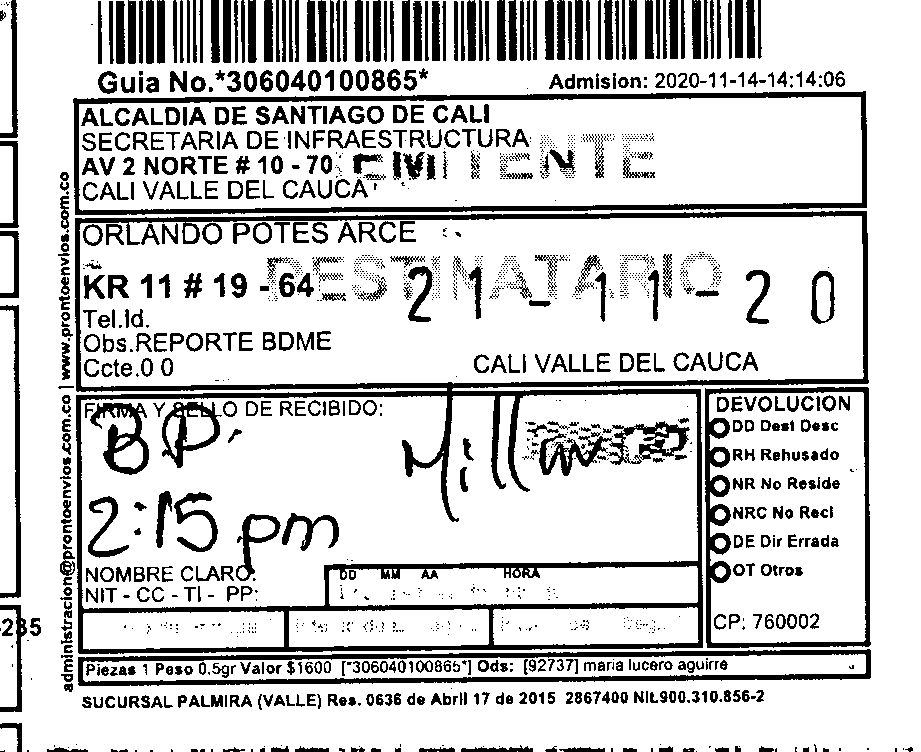 Guia No.*306040100865*
Admision: 2020-11-14-14:14:06
ALCALDIA DE SANTIAGO DE CALI
SECRETARIA DE INFRAESTRUCTURA
AV 2 NORTE # 10 - 70
CALI VALLE DEL CAUCA
REMITENTE
ORLANDO POTES ARCE
DESTINATARIO
KR 11 # 19 - 64
21-11-20
Tel.Id.
Obs.REPORTE BDME
Ccte.0 0
CALI VALLE DEL CAUCA
www.prontoenvios.com.co
administracion@prontoenvios.com.co
FIRMA Y SELLO DE RECIBIDO:
B.P.
2:15 pm
NOMBRE CLARO:
NIT - CC - TI - PP:
DD MM AA HORA
DEVOLUCION
DD Dest Desc
RH Rehusado
NR No Reside
NRC No Recl
DE Dir Errada
OT Otros
CP: 760002
Piezas 1 Peso 0.5gr Valor $1600 ["306040100865"] Ods: [92737] maria lucero aguirre
SUCURSAL PALMIRA (VALLE) Res. 0636 de Abril 17 de 2015 2867400 Nit.900.310.856-2